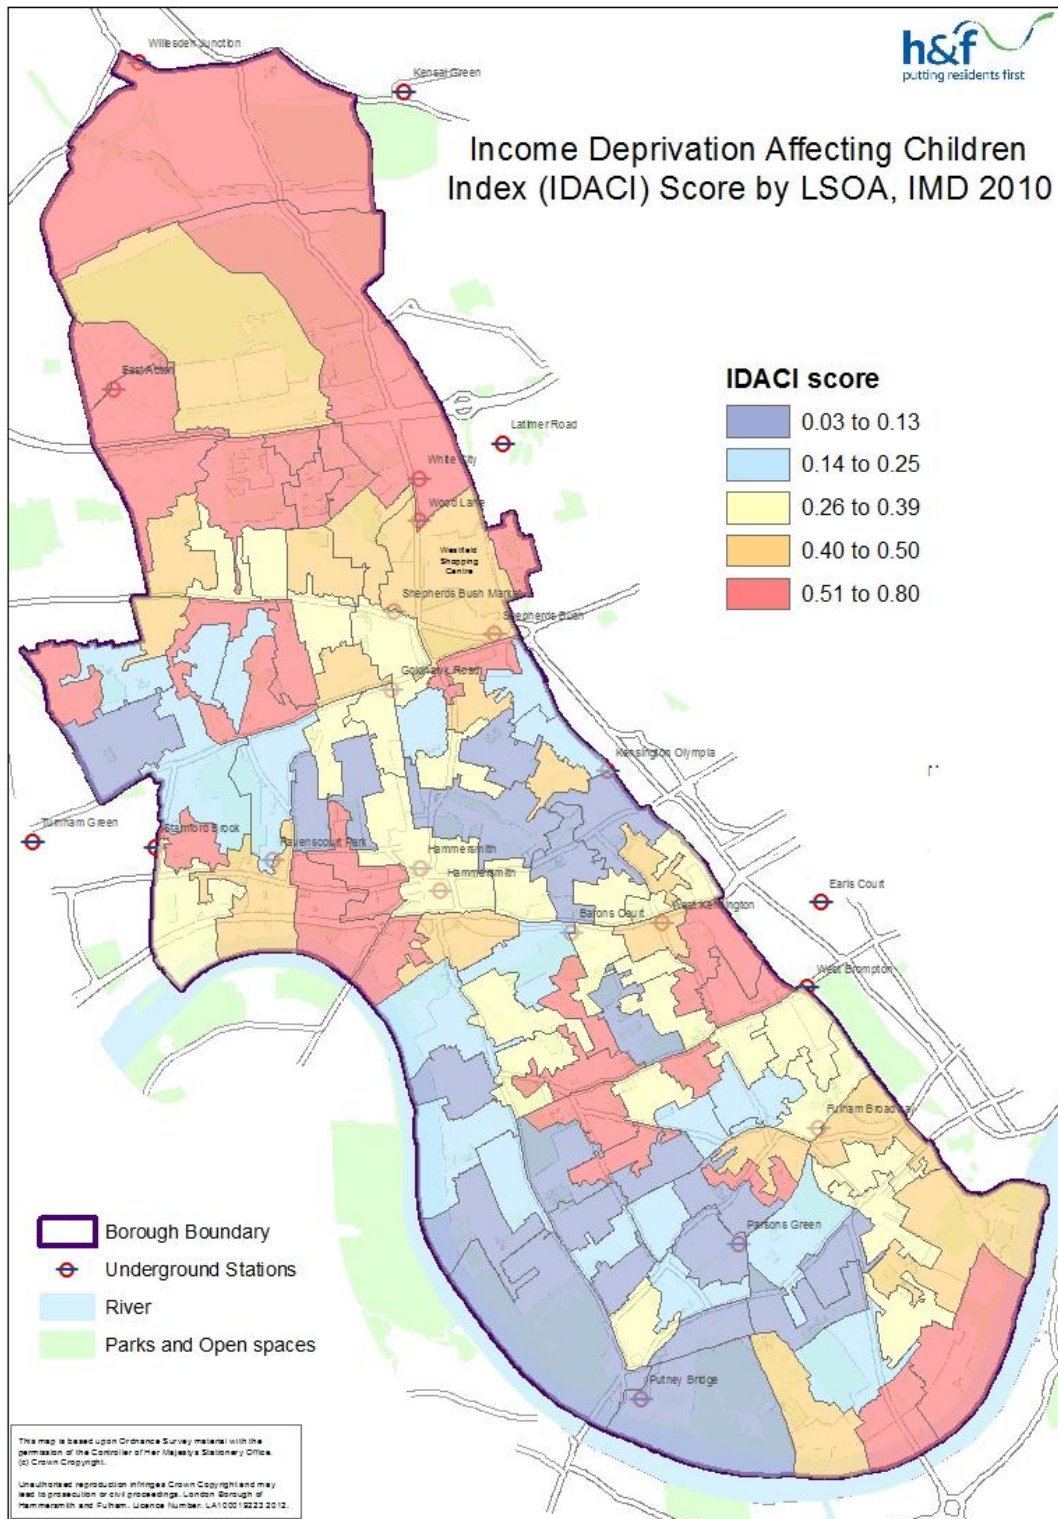 h&f
putting residents first
Income Deprivation Affecting Children
Index (IDACI) Score by LSOA, IMD 2010
Willesden Junction
Kensal Green
IDACI score
0.03 to 0.13
0.14 to 0.25
0.26 to 0.39
0.40 to 0.50
0.51 to 0.80
East Acton
Latimer Road
White City
Wood Lane
Westfield
Shopping
Centre
Shepherds Bush Market
Shepherds Bush
Goldhawk Road
Kensington Olympia
Turnham Green
Stamford Brook
Ravenscourt Park
Hammersmith
Hammersmith
Earls Court
Barons Court
West Kensington
West Brompton
Fulham Broadway
Parsons Green
Putney Bridge
Borough Boundary
Underground Stations
River
Parks and Open spaces
This map is based upon Ordnance Survey material with the
permission of the Controller of Her Majestys Stationery Office.
(c) Crown Cropyright.
Unauthorised reproduction infringes Crown Copyright and may
lead to prosecution or civil proceedings. London Borough of
Hammersmith and Fulham. Licence Number. LA100019223 2012.